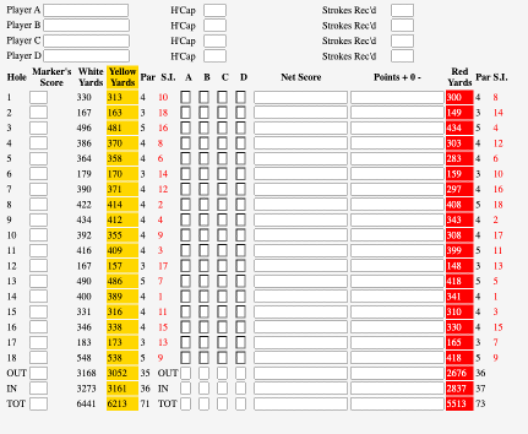 Player A H'Cap Strokes Rec'd
Player B H'Cap Strokes Rec'd
Player C H'Cap Strokes Rec'd
Player D H'Cap Strokes Rec'd
Hole Marker's Score White Yards Yellow Yards Par S.I. A B C D Net Score Points + 0 - Red Yards Par S.I.
1 330 313 4 10 300 4 8
2 167 163 3 18 149 3 14
3 496 481 5 16 434 5 4
4 386 370 4 8 303 4 12
5 364 358 4 6 283 4 6
6 179 170 3 14 159 3 10
7 390 371 4 12 297 4 16
8 422 414 4 2 408 5 18
9 434 412 4 4 343 4 2
10 392 355 4 9 308 4 17
11 416 409 4 3 399 5 11
12 167 157 3 17 148 3 13
13 490 486 5 7 418 5 5
14 400 389 4 1 341 4 1
15 331 316 4 11 310 4 3
16 346 338 4 15 330 4 15
17 183 173 3 13 165 3 7
18 548 538 5 5 418 5 9
OUT 3168 3052 35 OUT 2676 36
IN 3273 3161 36 IN 2837 37
TOT 6441 6213 71 TOT 5513 73